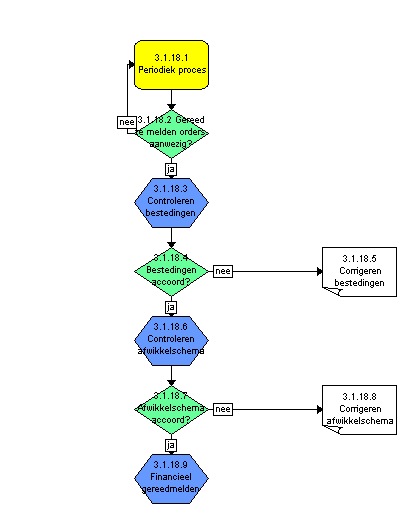 3.1.18.1
Periodiek proces
nee
3.1.18.2 Gereed
te melden orders
aanwezig?
ja
3.1.18.3
Controleren
bestedingen
3.1.18.4
Bestedingen
accoord?
nee
3.1.18.5
Corrigeren
bestedingen
ja
3.1.18.6
Controleren
afwikkelschema
3.1.18.7
Afwikkelschema
accoord?
nee
3.1.18.8
Corrigeren
afwikkelschema
ja
3.1.18.9
Financieel
gereedmelden